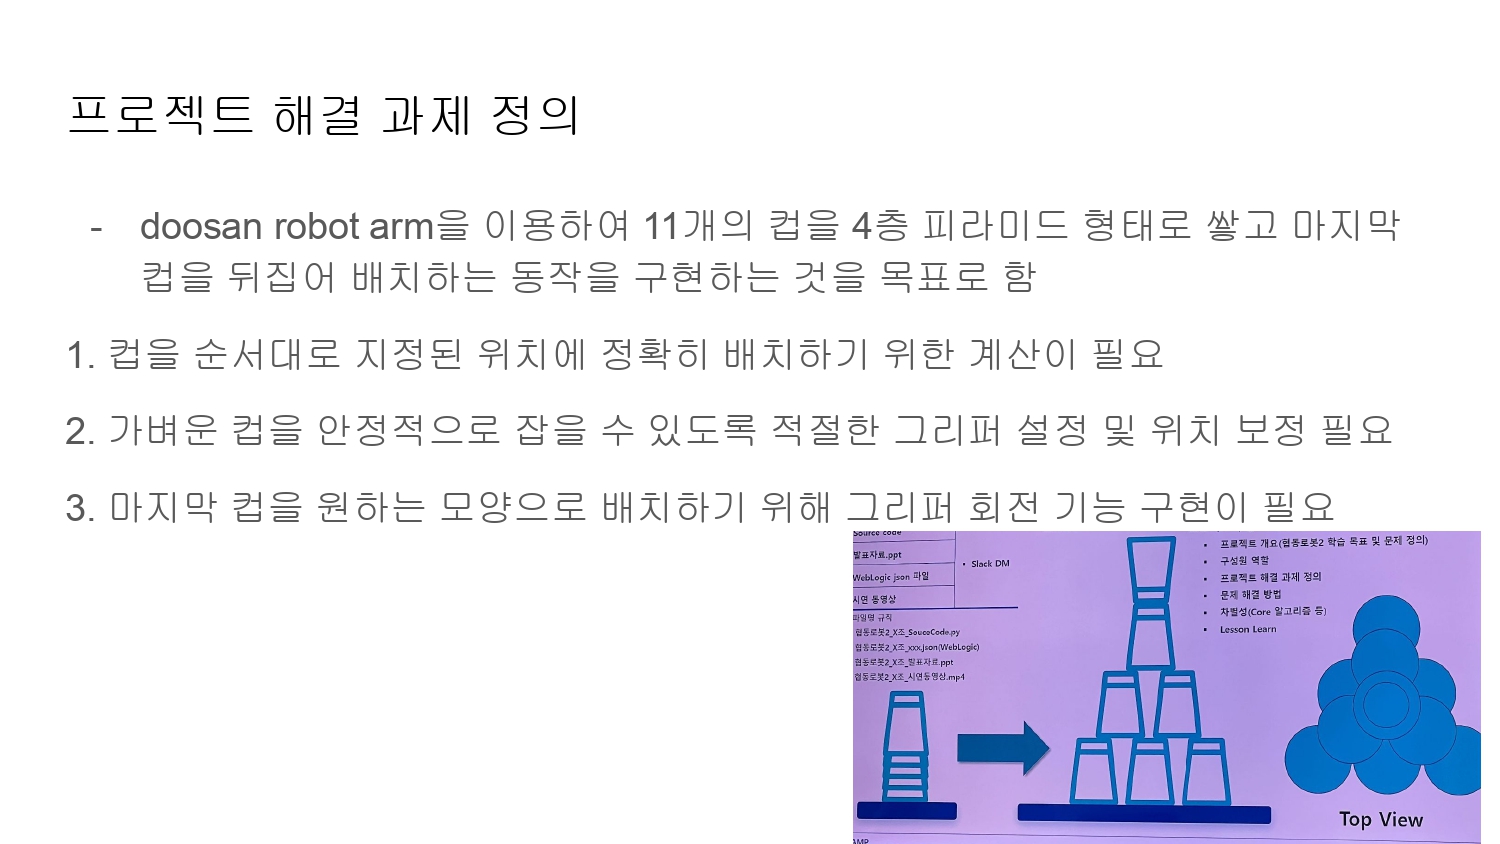 프로젝트 해결 과제 정의
- doosan robot arm을 이용하여 11개의 컵을 4층 피라미드 형태로 쌓고 마지막
컵을 뒤집어 배치하는 동작을 구현하는 것을 목표로 함
1. 컵을 순서대로 지정된 위치에 정확히 배치하기 위한 계산이 필요
2. 가벼운 컵을 안정적으로 잡을 수 있도록 적절한 그리퍼 설정 및 위치 보정 필요
3. 마지막 컵을 원하는 모양으로 배치하기 위해 그리퍼 회전 기능 구현이 필요
Source code
발표자료.ppt
WebLogic json 파일
시연 동영상
• Slack DM
파일명 규칙
협동로봇2_X조_SouceCode.py
협동로봇2_X조_xxx.json(WebLogic)
협동로봇2_X조_발표자료.ppt
협동로봇2_X조_시연동영상.mp4
• 프로젝트 개요(협동로봇2 학습 목표 및 문제 정의)
• 구성원 역할
• 프로젝트 해결 과제 정의
• 문제 해결 방법
• 차별성(Core 알고리즘 등)
• Lesson Learn
Top View